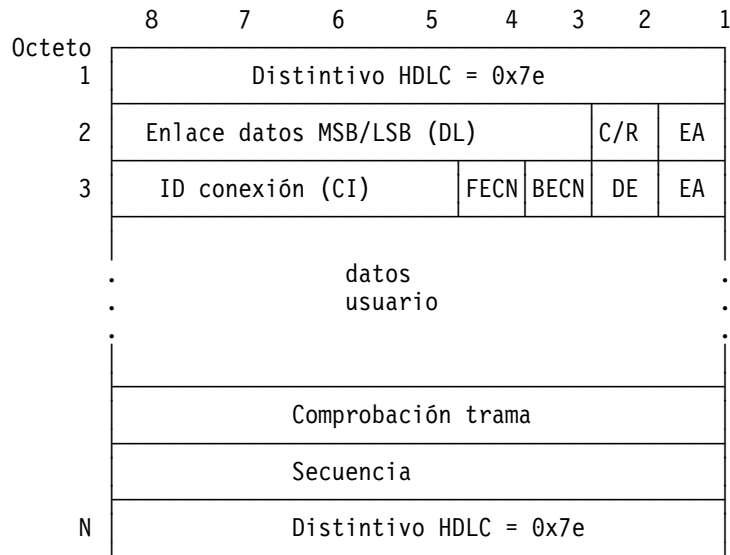 8 7 6 5 4 3 2 1
Octeto
1 Distintivo HDLC = 0x7e
2 Enlace datos MSB/LSB (DL) C/R EA
3 ID conexión (CI) FECN BECN DE EA
. datos .
. usuario .
. .
Comprobación trama
Secuencia
N Distintivo HDLC = 0x7e